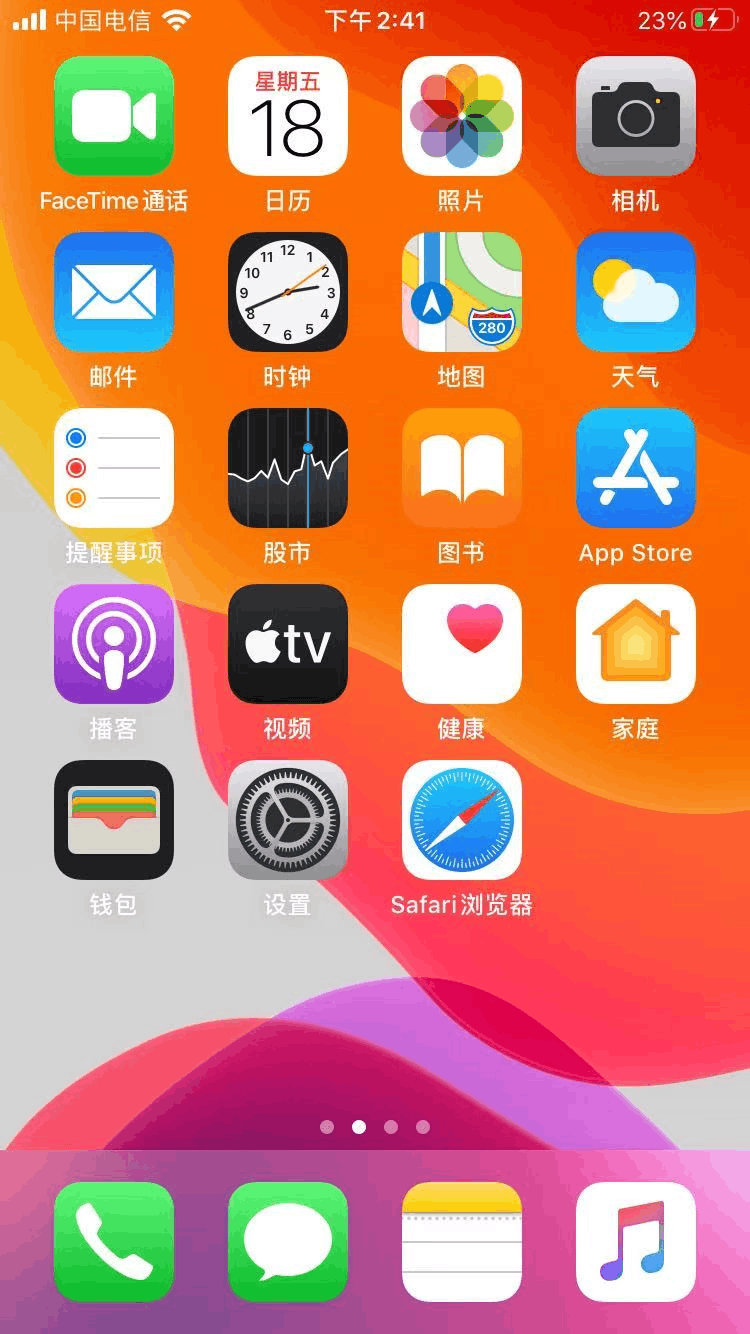 中国电信 下午2:41 23%
星期五
18
FaceTime通话 日历 照片 相机
12
11 1
10 2
9 3
8 4
7 5
6
280
邮件 时钟 地图 天气
提醒事项 股市 图书 App Store
tv
播客 视频 健康 家庭
钱包 设置 Safari浏览器